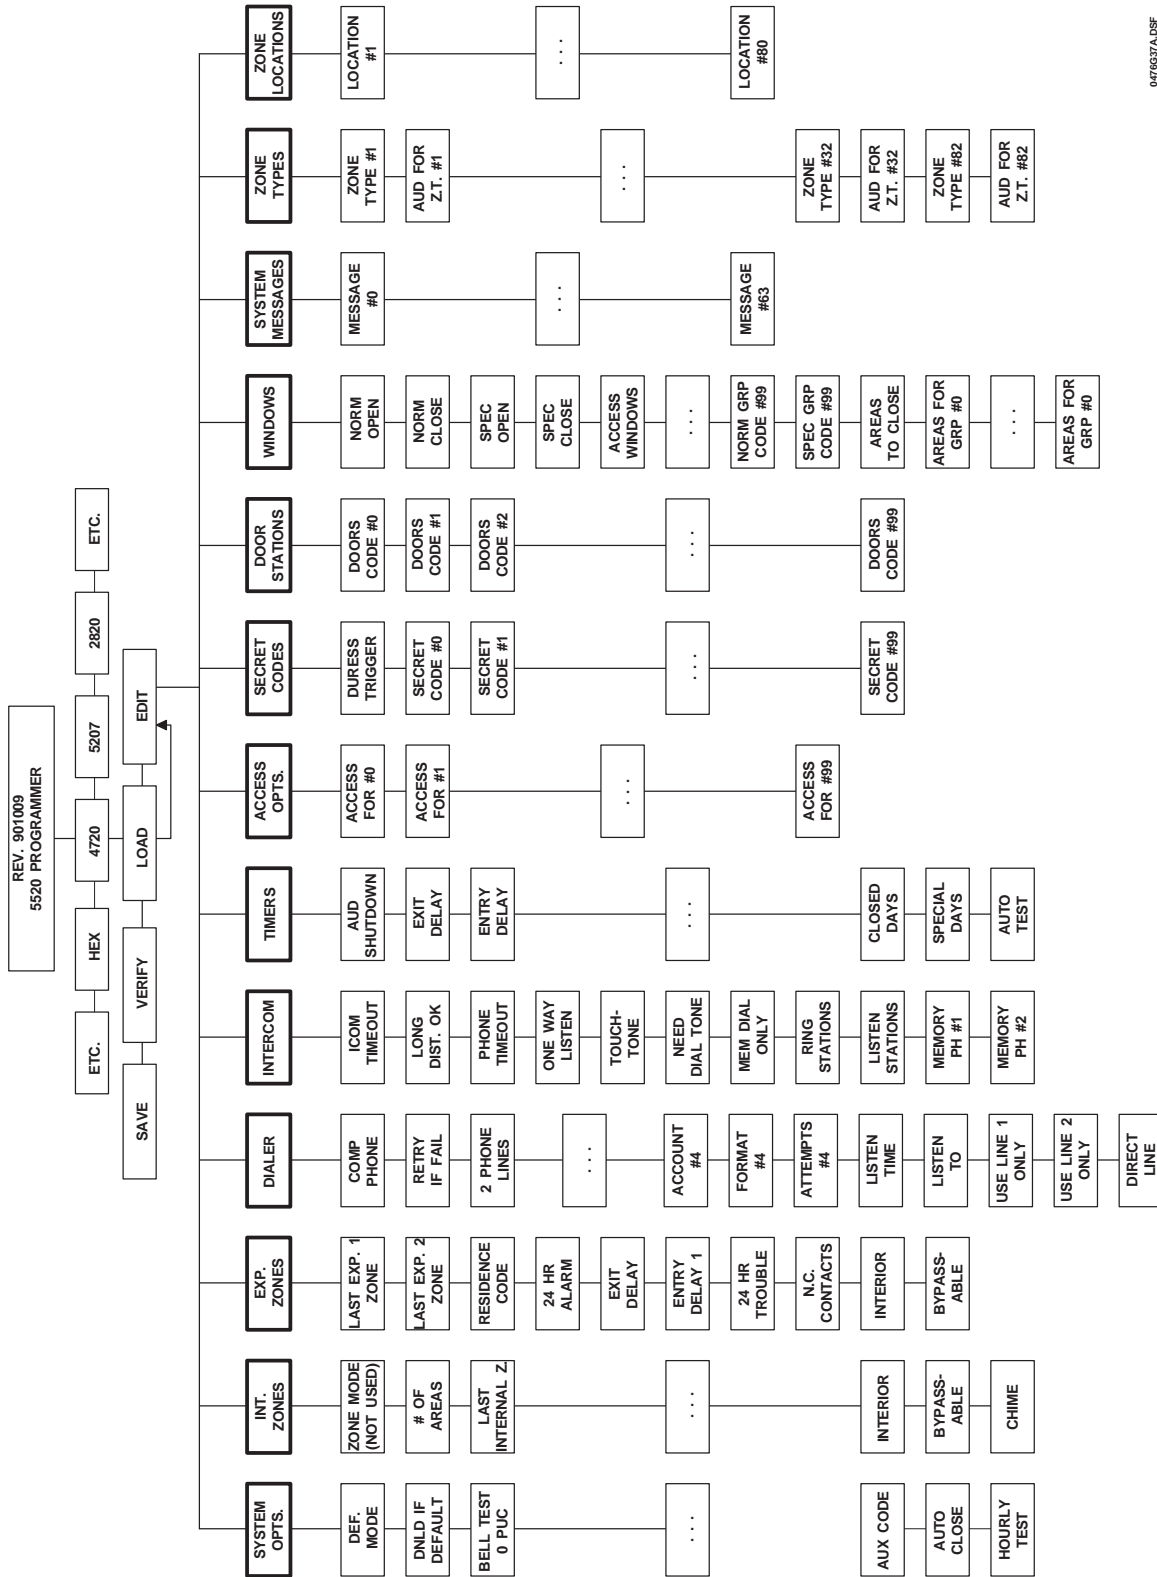 REV. 901009
5520 PROGRAMMER
ETC.
HEX
4720
5207
2820
ETC.
SAVE
VERIFY
LOAD
EDIT
SYSTEM
OPTS.
DEF.
MODE
DNLD IF
DEFAULT
BELL TEST
0 PUC
. . .
AUX CODE
AUTO
CLOSE
HOURLY
TEST
INT.
ZONES
ZONE MODE
(NOT USED)
# OF
AREAS
LAST
INTERNAL Z.
. . .
INTERIOR
BYPASS-
ABLE
CHIME
EXP.
ZONES
LAST EXP. 1
ZONE
LAST EXP. 2
ZONE
RESIDENCE
CODE
24 HR
ALARM
EXIT
DELAY
ENTRY
DELAY 1
24 HR
TROUBLE
N.C.
CONTACTS
INTERIOR
BYPASS-
ABLE
DIALER
COMP
PHONE
RETRY
IF FAIL
2 PHONE
LINES
. . .
ACCOUNT
#4
FORMAT
#4
ATTEMPTS
#4
LISTEN
TIME
LISTEN
TO
USE LINE 1
ONLY
USE LINE 2
ONLY
DIRECT
LINE
INTERCOM
ICOM
TIMEOUT
LONG
DIST. OK
PHONE
TIMEOUT
ONE WAY
LISTEN
TOUCH-
TONE
NEED
DIAL TONE
MEM DIAL
ONLY
RING
STATIONS
LISTEN
STATIONS
MEMORY
PH #1
MEMORY
PH #2
TIMERS
AUD
SHUTDOWN
EXIT
DELAY
ENTRY
DELAY
. . .
CLOSED
DAYS
SPECIAL
DAYS
AUTO
TEST
ACCESS
OPTS.
ACCESS
FOR #0
ACCESS
FOR #1
. . .
ACCESS
FOR #99
SECRET
CODES
DURESS
TRIGGER
SECRET
CODE #0
SECRET
CODE #1
. . .
SECRET
CODE #99
DOOR
STATIONS
DOORS
CODE #0
DOORS
CODE #1
DOORS
CODE #2
. . .
DOORS
CODE #99
WINDOWS
NORM
OPEN
NORM
CLOSE
SPEC
OPEN
SPEC
CLOSE
ACCESS
WINDOWS
. . .
NORM GRP
CODE #99
SPEC GRP
CODE #99
AREAS
TO CLOSE
AREAS FOR
GRP #0
. . .
AREAS FOR
GRP #0
SYSTEM
MESSAGES
MESSAGE
#0
. . .
MESSAGE
#63
ZONE
TYPES
ZONE
TYPE #1
AUD FOR
Z.T. #1
. . .
ZONE
TYPE #32
AUD FOR
Z.T. #32
ZONE
TYPE #82
AUD FOR
Z.T. #82
ZONE
LOCATIONS
LOCATION
#1
. . .
LOCATION
#80
0476G37A.DSF